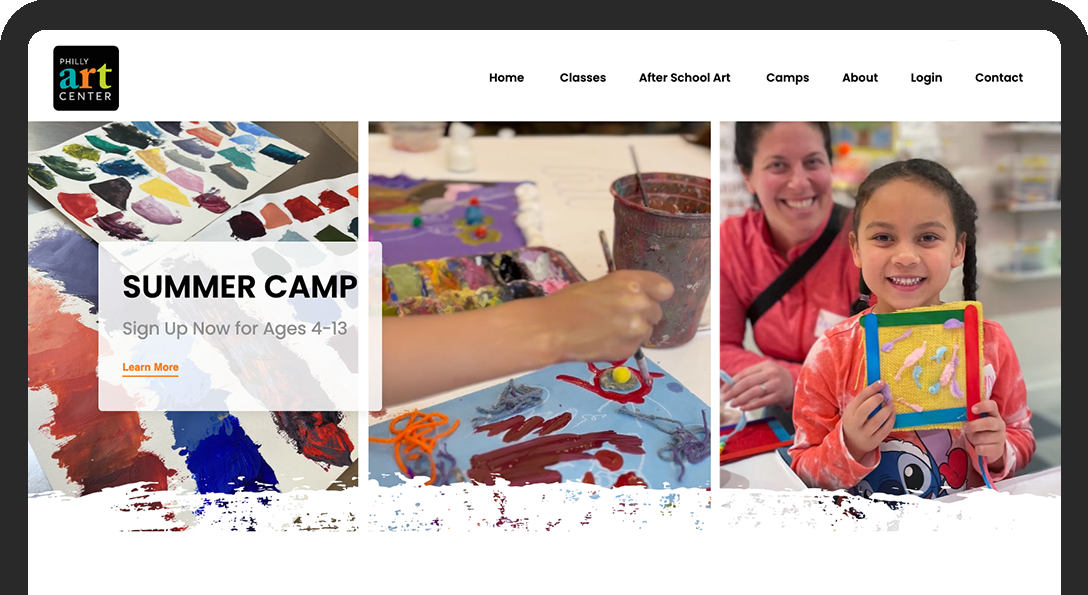 PHILLY
art
CENTER
Home Classes After School Art Camps About Login Contact
SUMMER CAMP
Sign Up Now for Ages 4-13
Learn More